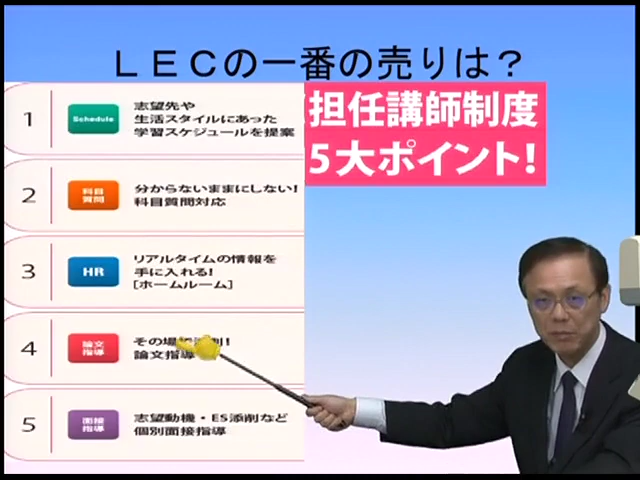 LECの一番の売りは?
担任講師制度
5大ポイント!
1
Schedule
志望先や
生活スタイルにあった
学習スケジュールを提案
2
科目
質問
分からないままにしない!
科目質問対応
3
HR
リアルタイムの情報を
手に入れる!
[ホームルーム]
4
論文
指導
その場
削!
論文指導
5
面接
指導
志望動機・ES添削など
個別面接指導